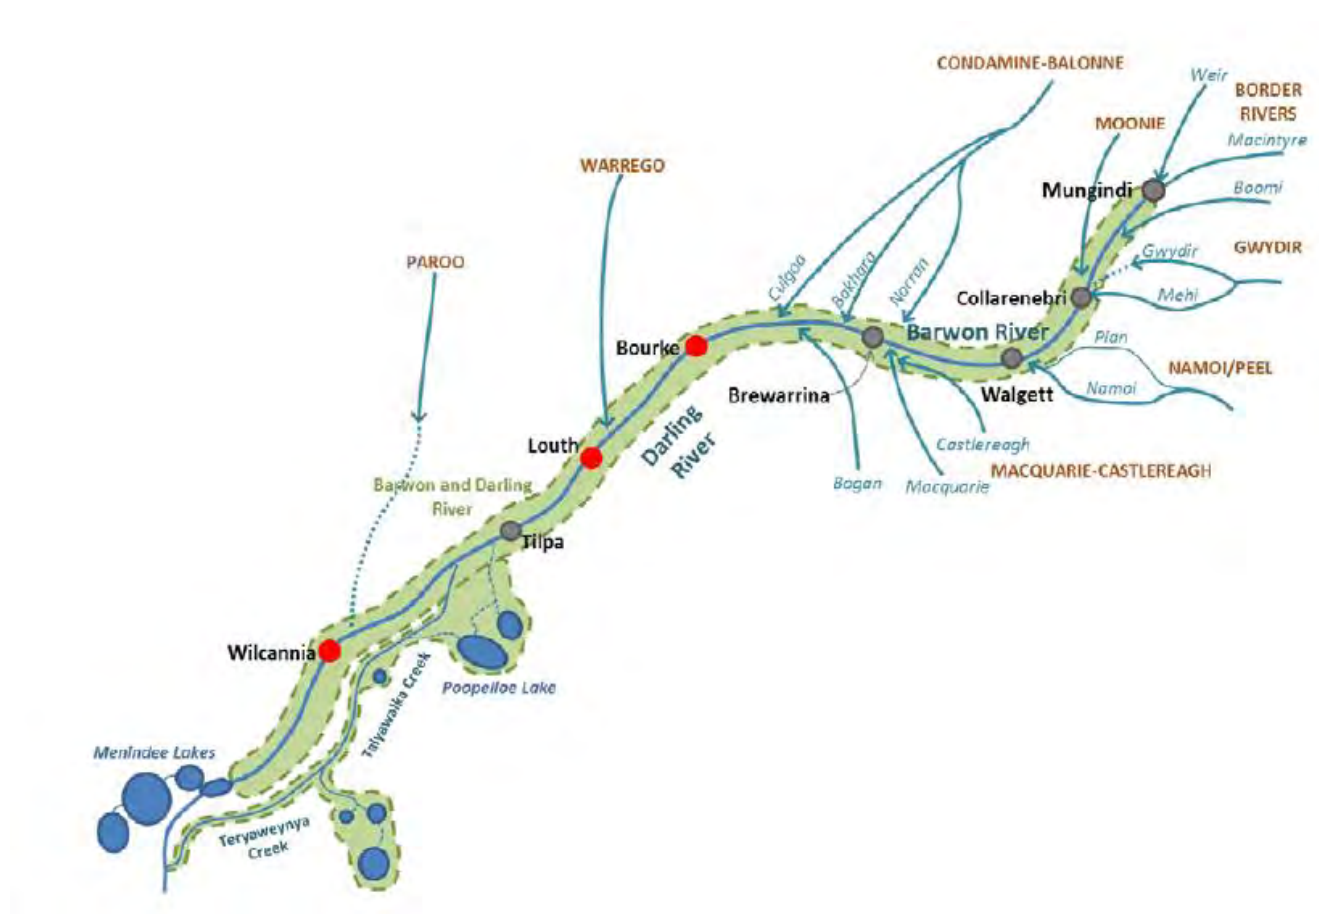 CONDAMINE-BALONNE
Weir
BORDER
RIVERS
MOONIE
Macintyre
WARREGO
Mungindi
Boomi
PAROO
Gwydir
GWYDIR
Culgoa
Bokhara
Narran
Collarenebri
Mehi
Barwon River
Pian
Bourke
NAMOI/PEEL
Brewarrina
Walgett
Namoi
Louth
Darling
River
Castlereagh
MACQUARIE-CASTLEREAGH
Bogan
Macquarie
Barwon and Darling
River
Tilpa
Wilcannia
Talyawalka Creek
Poopelloe Lake
Menindee Lakes
Teryaweynya
Creek